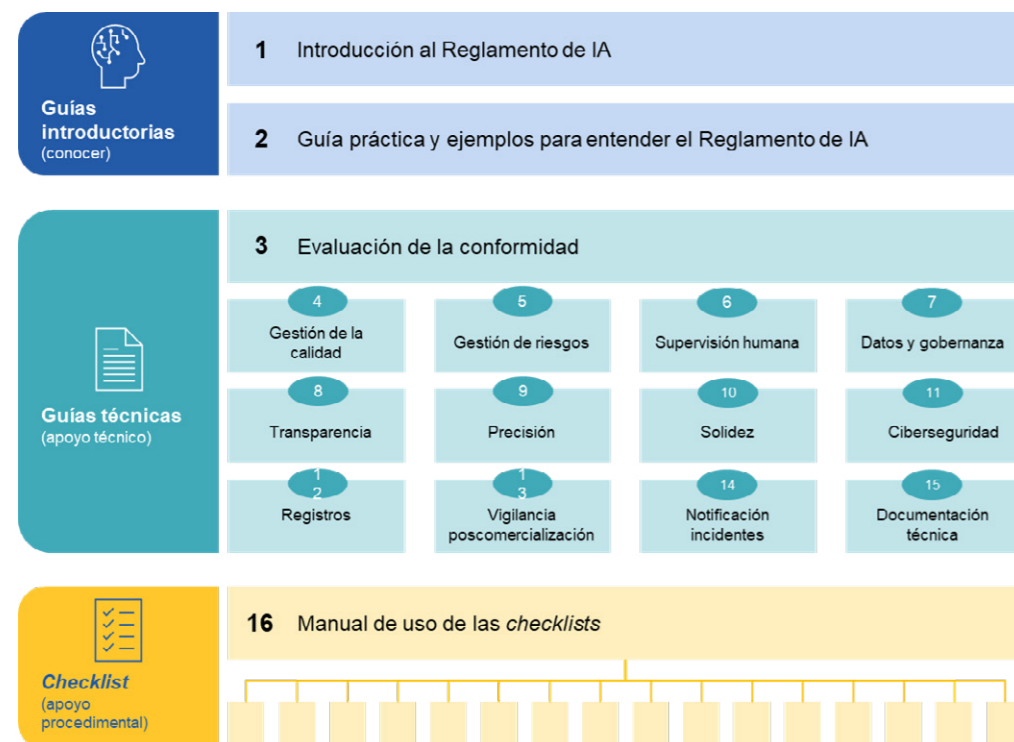 Guías
introductorias
(conocer)
1 Introducción al Reglamento de IA
2 Guía práctica y ejemplos para entender el Reglamento de IA
Guías técnicas
(apoyo técnico)
3 Evaluación de la conformidad
4
Gestión de la
calidad
5
Gestión de riesgos
6
Supervisión humana
7
Datos y gobernanza
8
Transparencia
9
Precisión
10
Solidez
11
Ciberseguridad
1
2
Registros
1
3
Vigilancia
poscomercialización
14
Notificación
incidentes
15
Documentación
técnica
Checklist
(apoyo
procedimental)
16 Manual de uso de las checklists